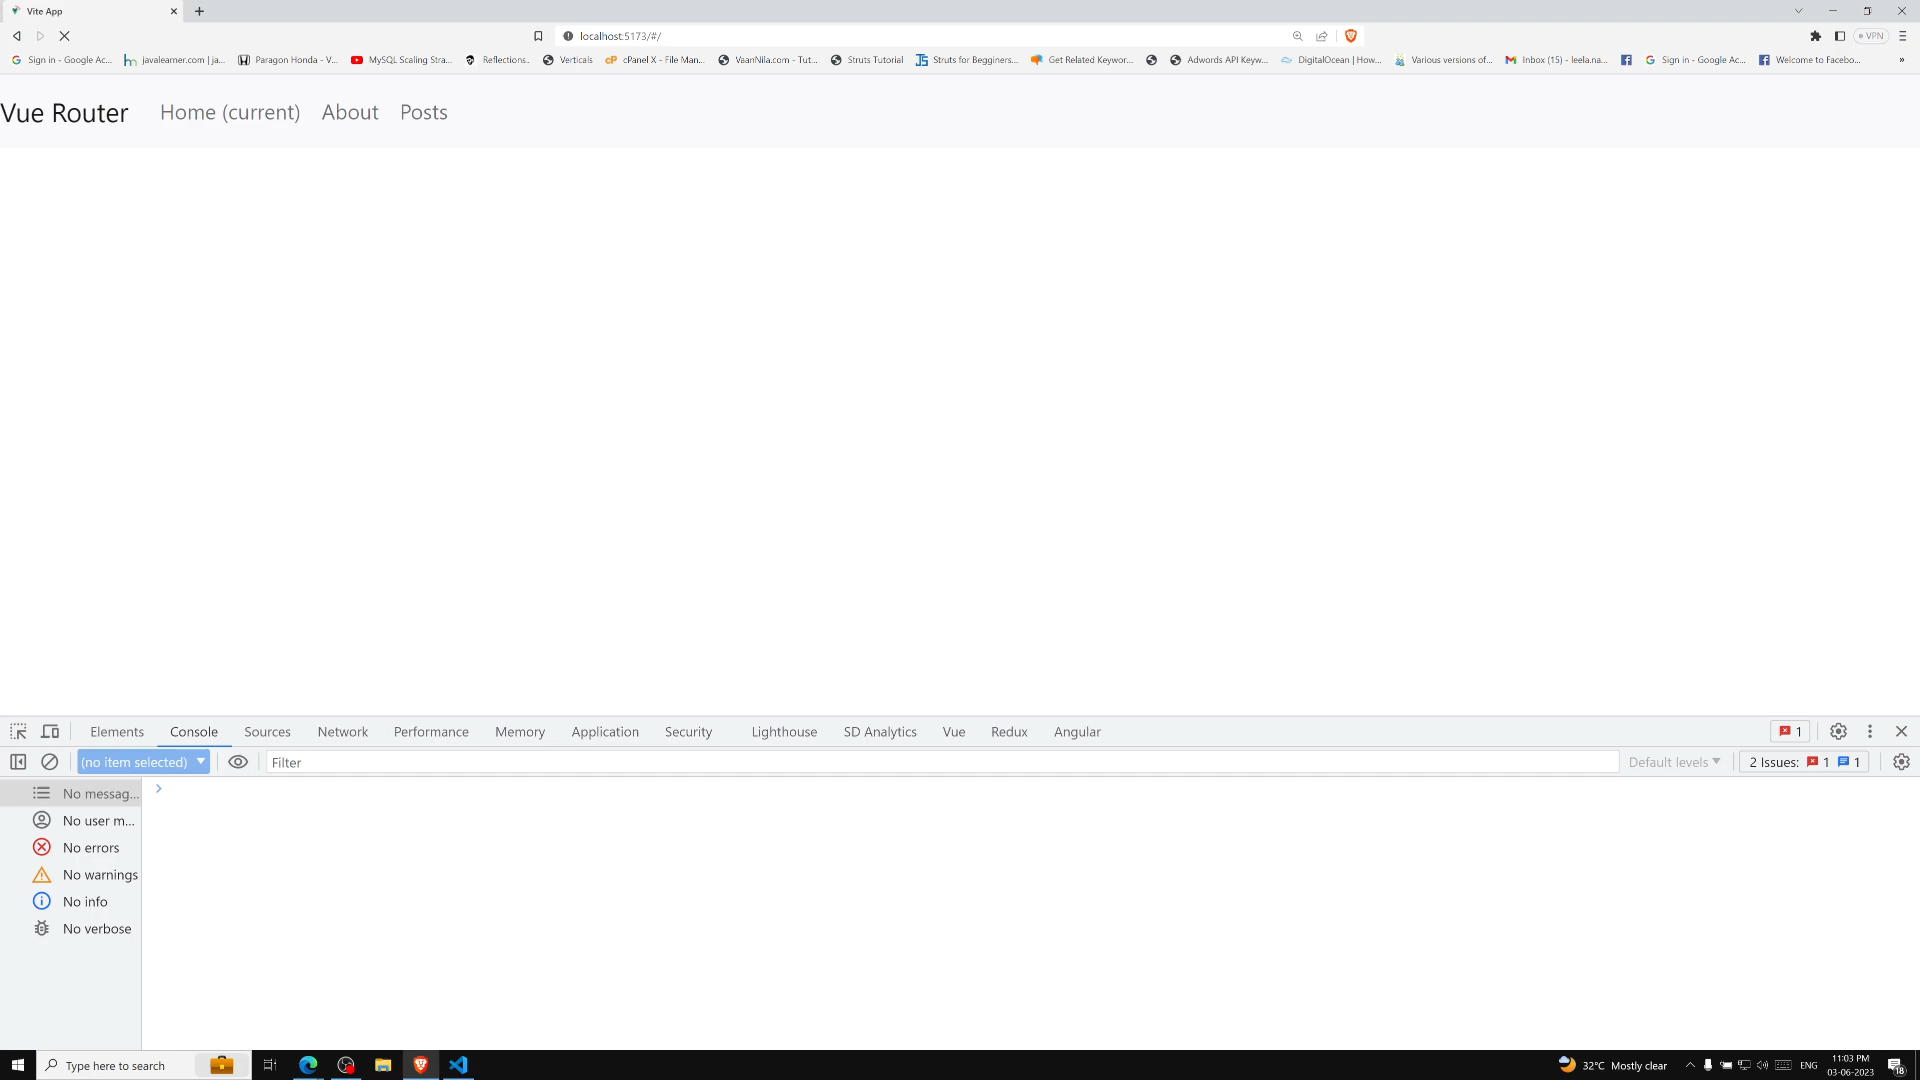 Vite App
localhost:5173/#/
VPN
Sign in - Google Ac...
javalearner.com | ja...
Paragon Honda - V...
MySQL Scaling Stra...
Reflections..
Verticals
cPanel X - File Man...
VaanNila.com - Tut...
Struts Tutorial
Struts for Begginers...
Get Related Keywor...
Adwords API Keyw...
DigitalOcean | How...
Various versions of...
Inbox (15) - leela.na...
Sign in - Google Ac...
Welcome to Facebo...
»
Vue Router Home (current) About Posts
Elements Console Sources Network Performance Memory Application Security Lighthouse SD Analytics Vue Redux Angular 1
(no item selected) Filter Default levels 2 Issues: 1 1
No messag...
No user m...
No errors
No warnings
No info
No verbose
Type here to search
32°C Mostly clear
ENG
11:03 PM
03-06-2023
18